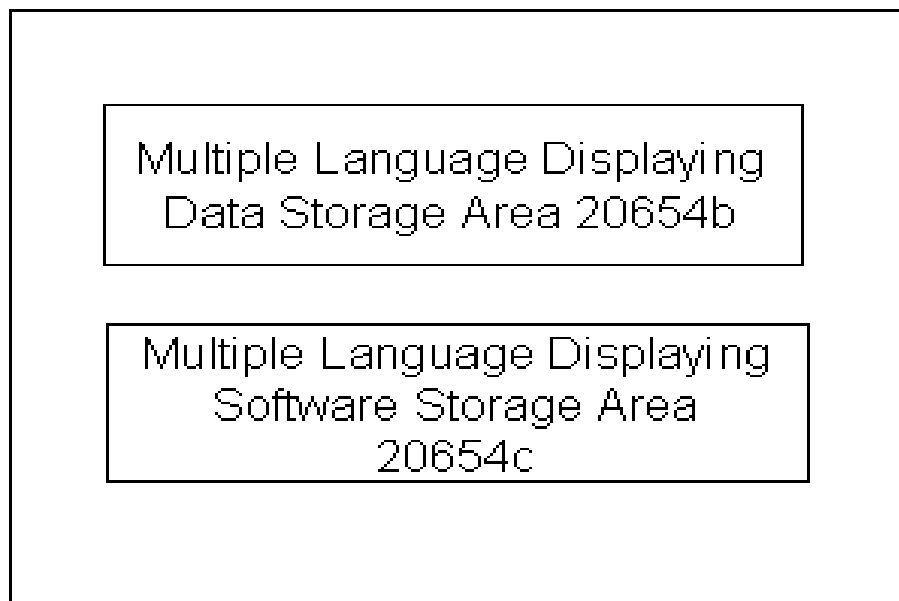 Multiple Language Displaying
Data Storage Area 20654b
Multiple Language Displaying
Software Storage Area
20654c